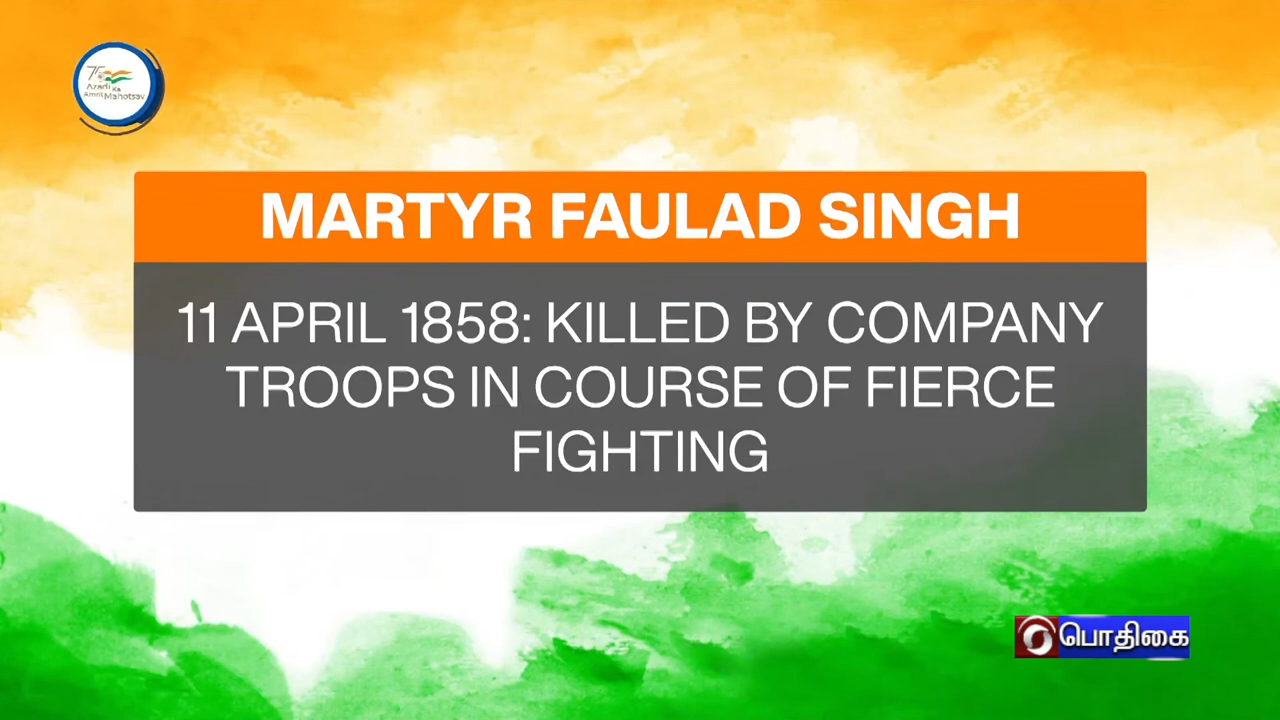 75
Azadi Ka
Amrit Mahotsav
MARTYR FAULAD SINGH
11 APRIL 1858: KILLED BY COMPANY
TROOPS IN COURSE OF FIERCE
FIGHTING
பொதிகை